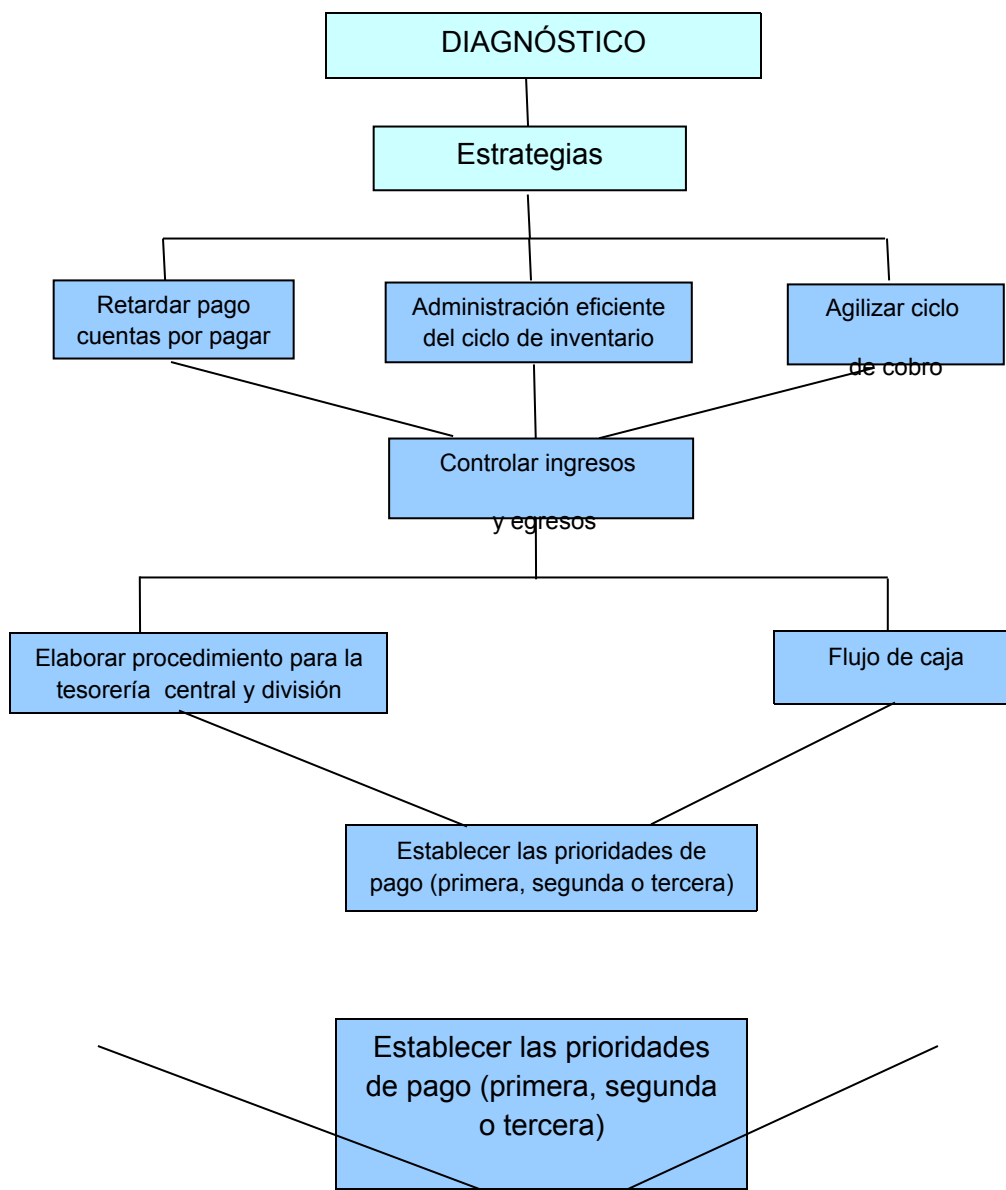 DIAGNÓSTICO
Estrategias
Retardar pago
cuentas por pagar
Administración eficiente
del ciclo de inventario
Agilizar ciclo
de cobro
Controlar ingresos
y egresos
Elaborar procedimiento para la
tesorería central y división
Flujo de caja
Establecer las prioridades de
pago (primera, segunda o tercera)
Establecer las prioridades
de pago (primera, segunda
o tercera)